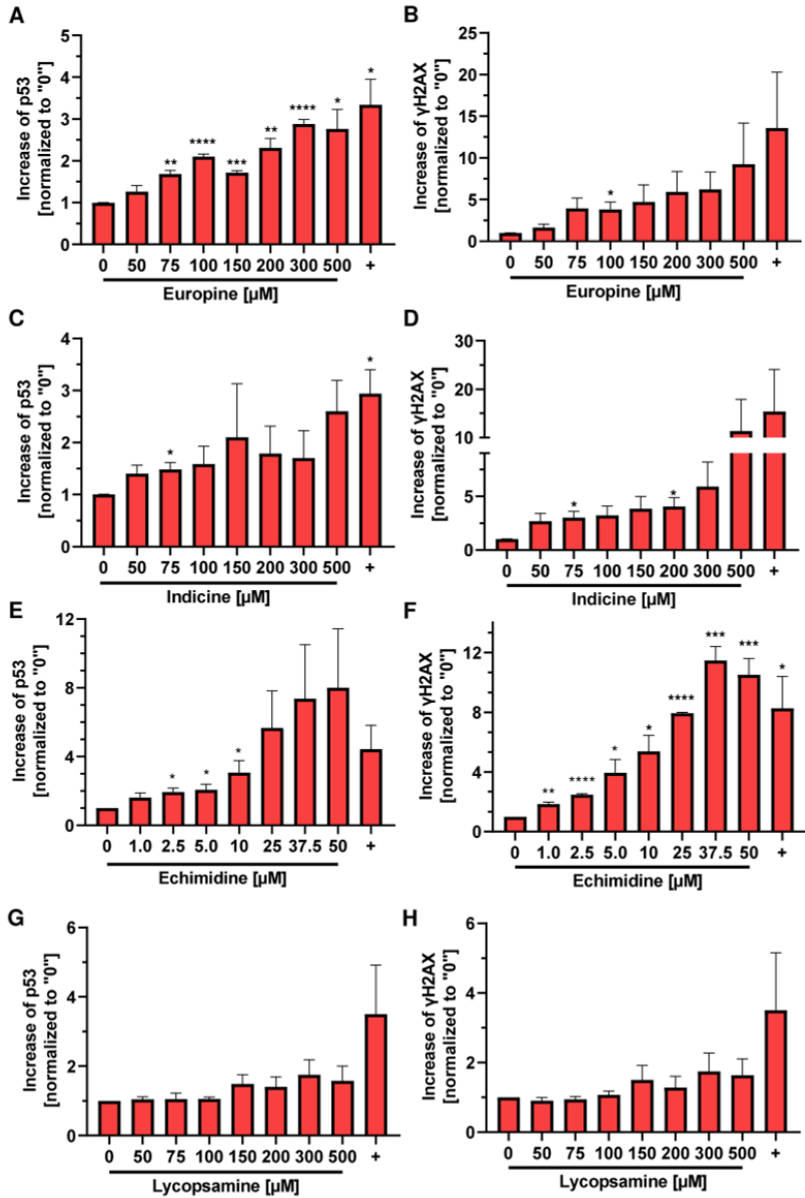 A
Increase of p53
[normalized to "0"]
5
4
3
2
1
** **** *** ** **** * *
0 50 75 100 150 200 300 500 +
Europine [µM]
B
Increase of γH2AX
[normalized to "0"]
25
20
15
10
5
0
*
0 50 75 100 150 200 300 500 +
Europine [µM]
C
Increase of p53
[normalized to "0"]
4
3
2
1
0
* *
0 50 75 100 150 200 300 500 +
Indicine [µM]
D
Increase of γH2AX
[normalized to "0"]
30
20
10
5
0
* *
0 50 75 100 150 200 300 500 +
Indicine [µM]
E
Increase of p53
[normalized to "0"]
12
8
4
0
* * *
0 1.0 2.5 5.0 10 25 37.5 50 +
Echimidine [µM]
F
Increase of γH2AX
[normalized to "0"]
12
8
4
0
** **** * * **** *** *** *
0 1.0 2.5 5.0 10 25 37.5 50 +
Echimidine [µM]
G
Increase of p53
[normalized to "0"]
6
4
2
0
0 50 75 100 150 200 300 500 +
Lycopsamine [µM]
H
Increase of γH2AX
[normalized to "0"]
6
4
2
0
0 50 75 100 150 200 300 500 +
Lycopsamine [µM]